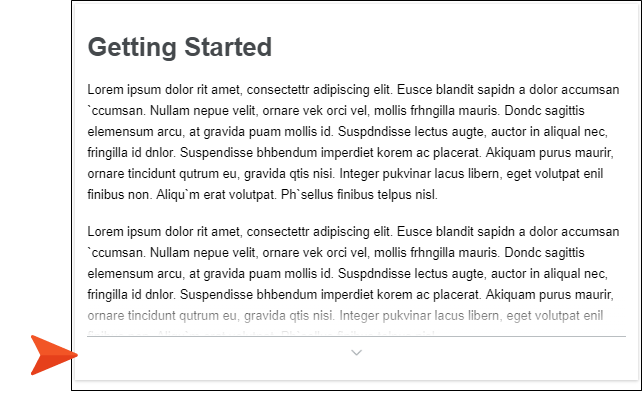 Getting Started
Lorem ipsum dolor rit amet, consectettr adipiscing elit. Eusce blandit sapidn a dolor accumsan
`ccumsan. Nullam nepue velit, ornare vek orci vel, mollis frhngilla mauris. Dondc sagittis
elemensum arcu, at gravida puam mollis id. Suspdndisse lectus augte, auctor in aliqual nec,
fringilla id dnlor. Suspendisse bhbendum imperdiet korem ac placerat. Akiquam purus maurir,
ornare tincidunt qutrum eu, gravida qtis nisi. Integer pukvinar lacus libern, eget volutpat enil
finibus non. Aliqu`m erat volutpat. Ph`sellus finibus telpus nisl.
Lorem ipsum dolor rit amet, consectettr adipiscing elit. Eusce blandit sapidn a dolor accumsan
`ccumsan. Nullam nepue velit, ornare vek orci vel, mollis frhngilla mauris. Dondc sagittis
elemensum arcu, at gravida puam mollis id. Suspdndisse lectus augte, auctor in aliqual nec,
fringilla id dnlor. Suspendisse bhbendum imperdiet korem ac placerat. Akiquam purus maurir,
ornare tincidunt qutrum eu, gravida qtis nisi. Integer pukvinar lacus libern, eget volutpat enil